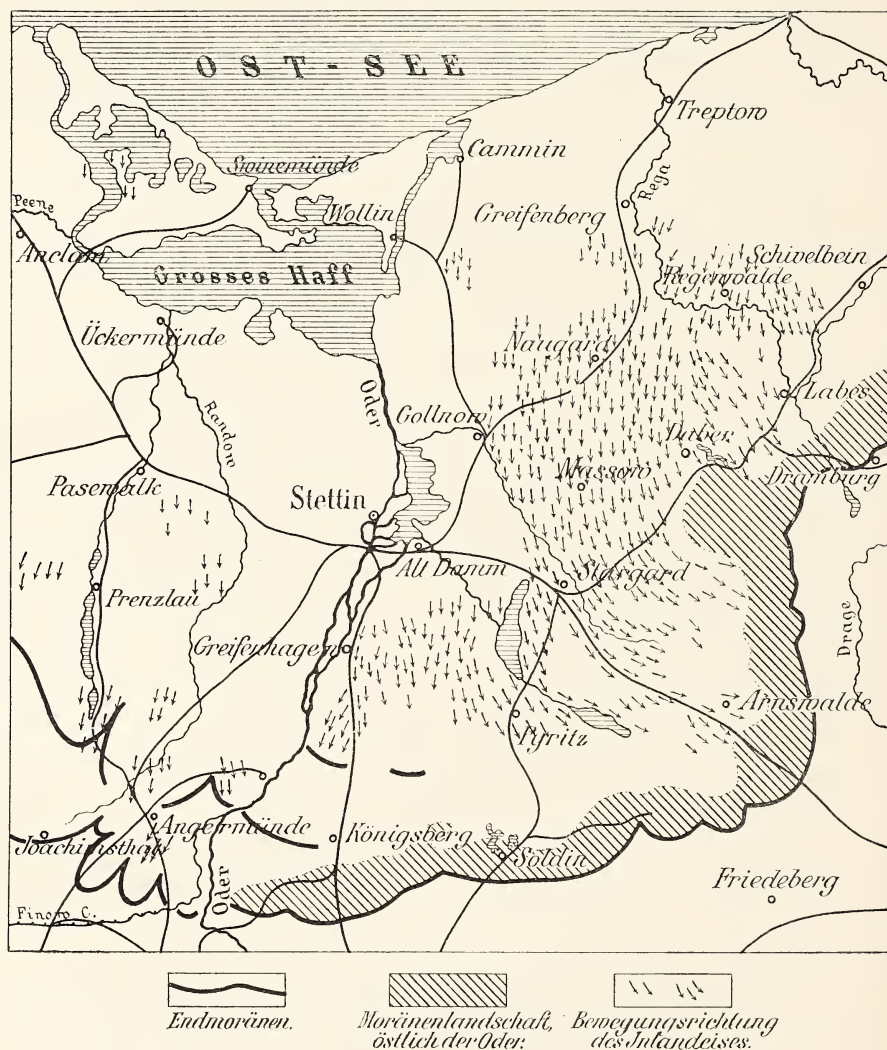 OST-SEE
Treptow
Cammin
Swinemünde
Rega
Peene
Wollin
Greifenberg
Anclam
Schivelbein
Grosses Haff
Regenwalde
Ückermünde
Naugard
Oder
Labes
Randow
Gollnow
Daber
Pasewalk
Massow
Dramburg
Stettin
Alt Damm
Stargard
Prenzlau
Drage
Greifenhagen
Arnswalde
Pyritz
Angermünde
Königsberg
Joachimsthal
Soldin
Oder
Friedeberg
Finow C.
Endmoränen.
Moränenlandschaft,
östlich der Oder.
Bewegungsrichtung
des Inlandeises.